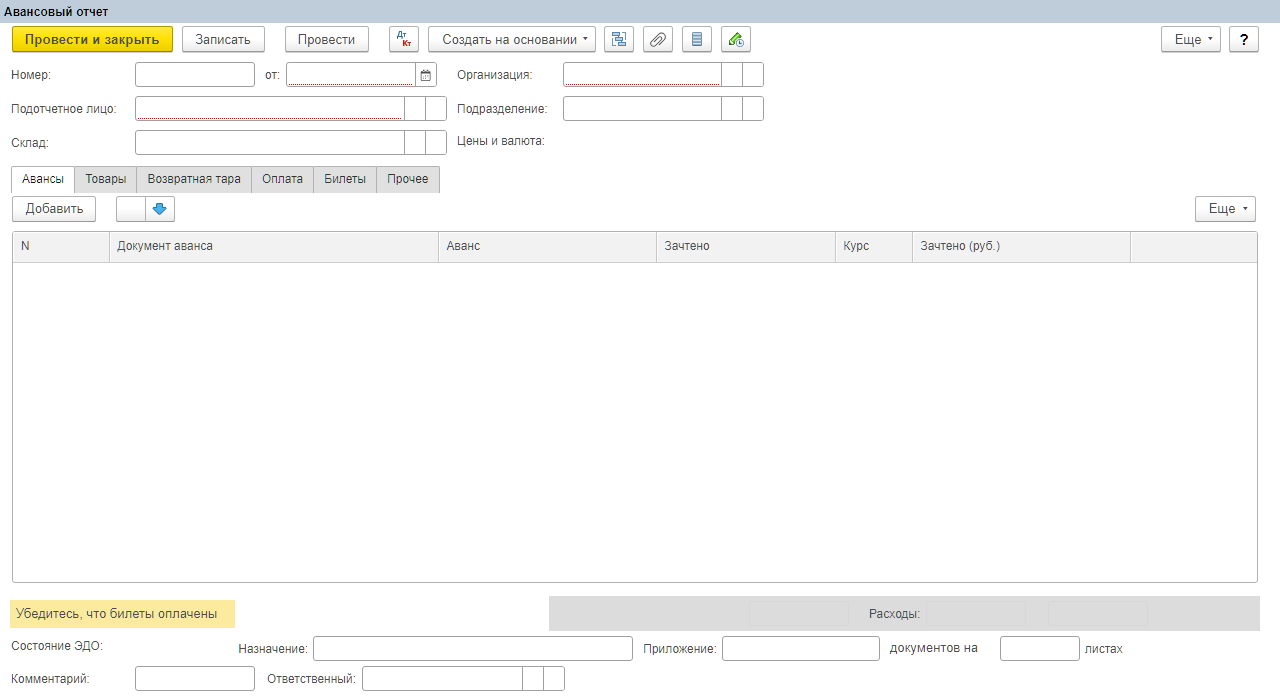 Авансовый отчет
Провести и закрыть Записать Провести Дт Кт Создать на основании Еще ?
Номер: от: Организация:
Подотчетное лицо: Подразделение:
Склад: Цены и валюта:
Авансы Товары Возвратная тара Оплата Билеты Прочее
Добавить Еще
N Документ аванса Аванс Зачтено Курс Зачтено (руб.)
Убедитесь, что билеты оплачены Расходы:
Состояние ЭДО: Назначение: Приложение: документов на листах
Комментарий: Ответственный: